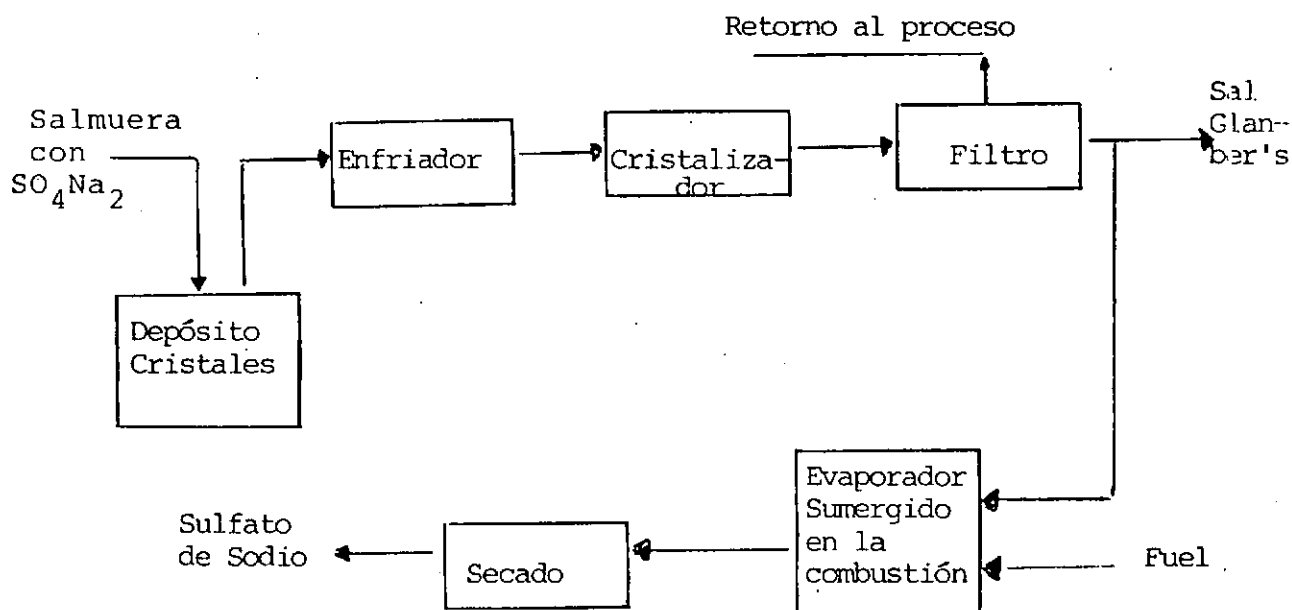 Retorno al proceso
Salmuera
con
SO4Na2
Enfriador
Cristaliza-
dor
Filtro
Sal
Glan-
ber's
Depósito
Cristales
Evaporador
Sumergido
en la
combustión
Fuel
Secado
Sulfato
de Sodio